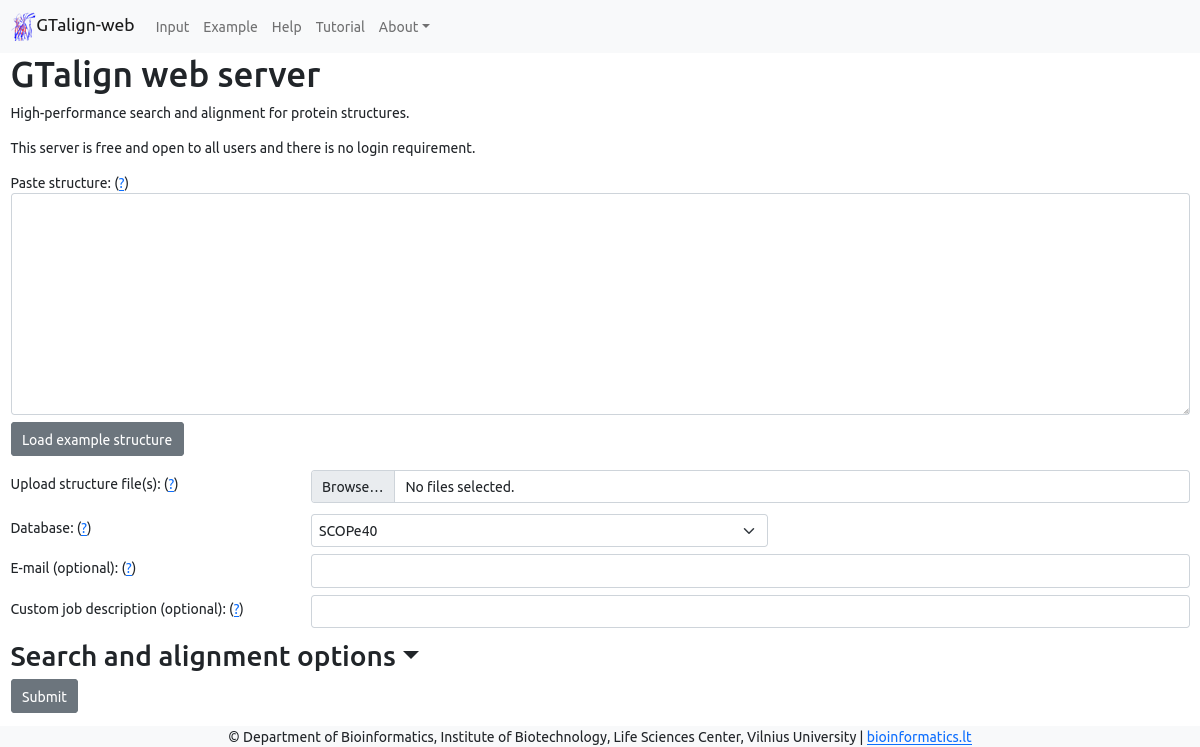 GTalign-web Input Example Help Tutorial About
GTalign web server
High-performance search and alignment for protein structures.
This server is free and open to all users and there is no login requirement.
Paste structure: (?)
Load example structure
Upload structure file(s): (?) Browse… No files selected.
Database: (?) SCOPe40
E-mail (optional): (?)
Custom job description (optional): (?)
Search and alignment options
Submit
© Department of Bioinformatics, Institute of Biotechnology, Life Sciences Center, Vilnius University | bioinformatics.lt